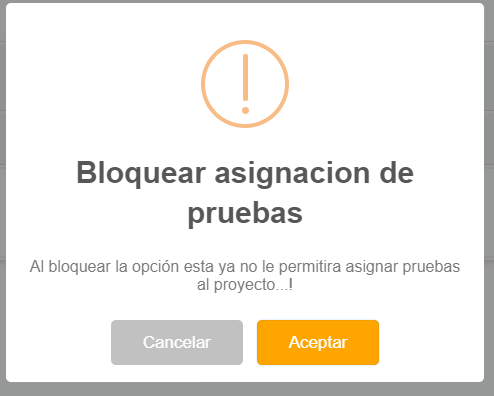 Bloquear asignacion de
pruebas
Al bloquear la opción esta ya no le permitira asignar pruebas
al proyecto...!
Cancelar
Aceptar